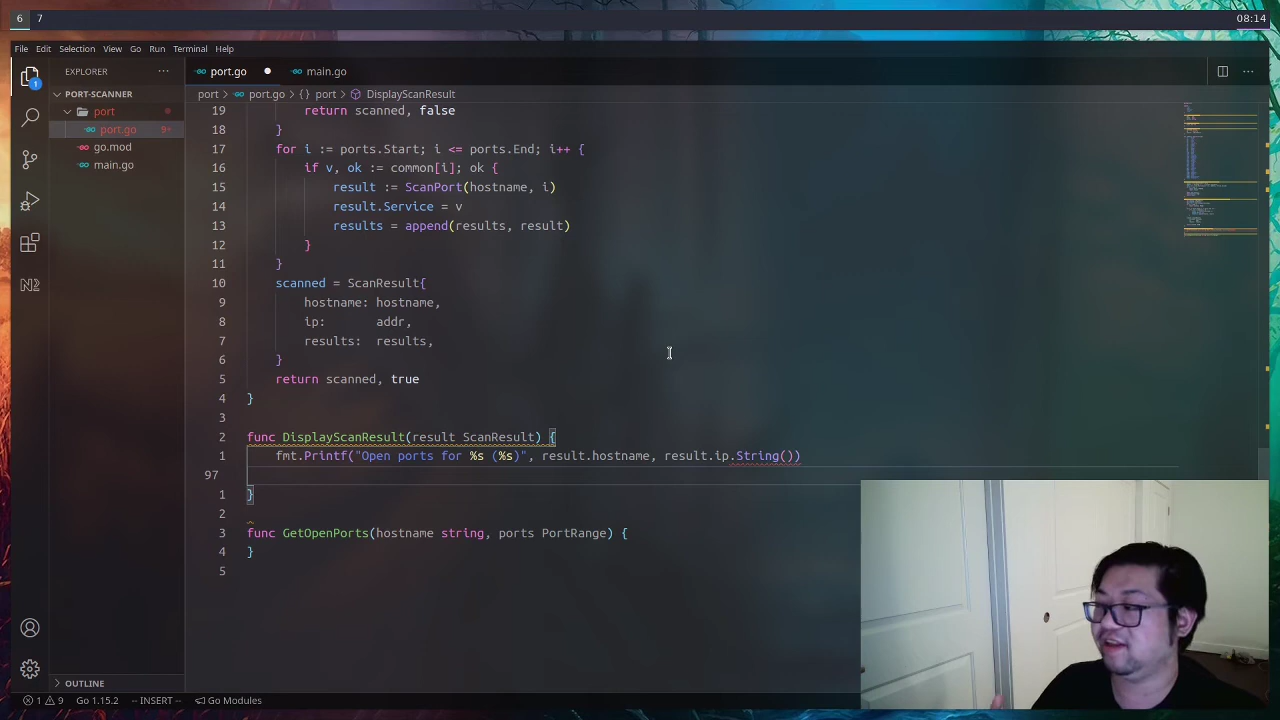 6 7 08:14
File Edit Selection View Go Run Terminal Help
EXPLORER ··· port.go main.go ···
PORT-SCANNER port > port.go > {} port > DisplayScanResult
port
port.go 9+
go.mod
main.go
1
19 return scanned, false
18 }
17 for i := ports.Start; i <= ports.End; i++ {
16 if v, ok := common[i]; ok {
15 result := ScanPort(hostname, i)
14 result.Service = v
13 results = append(results, result)
12 }
11 }
10 scanned = ScanResult{
9 hostname: hostname,
8 ip: addr,
7 results: results,
6 }
5 return scanned, true
4 }
3
2 func DisplayScanResult(result ScanResult) {
1 fmt.Printf("Open ports for %s (%s)", result.hostname, result.ip.String())
97
1 }
2
3 func GetOpenPorts(hostname string, ports PortRange) {
4 }
5
OUTLINE
1 9 Go 1.15.2 -- INSERT -- Go Modules